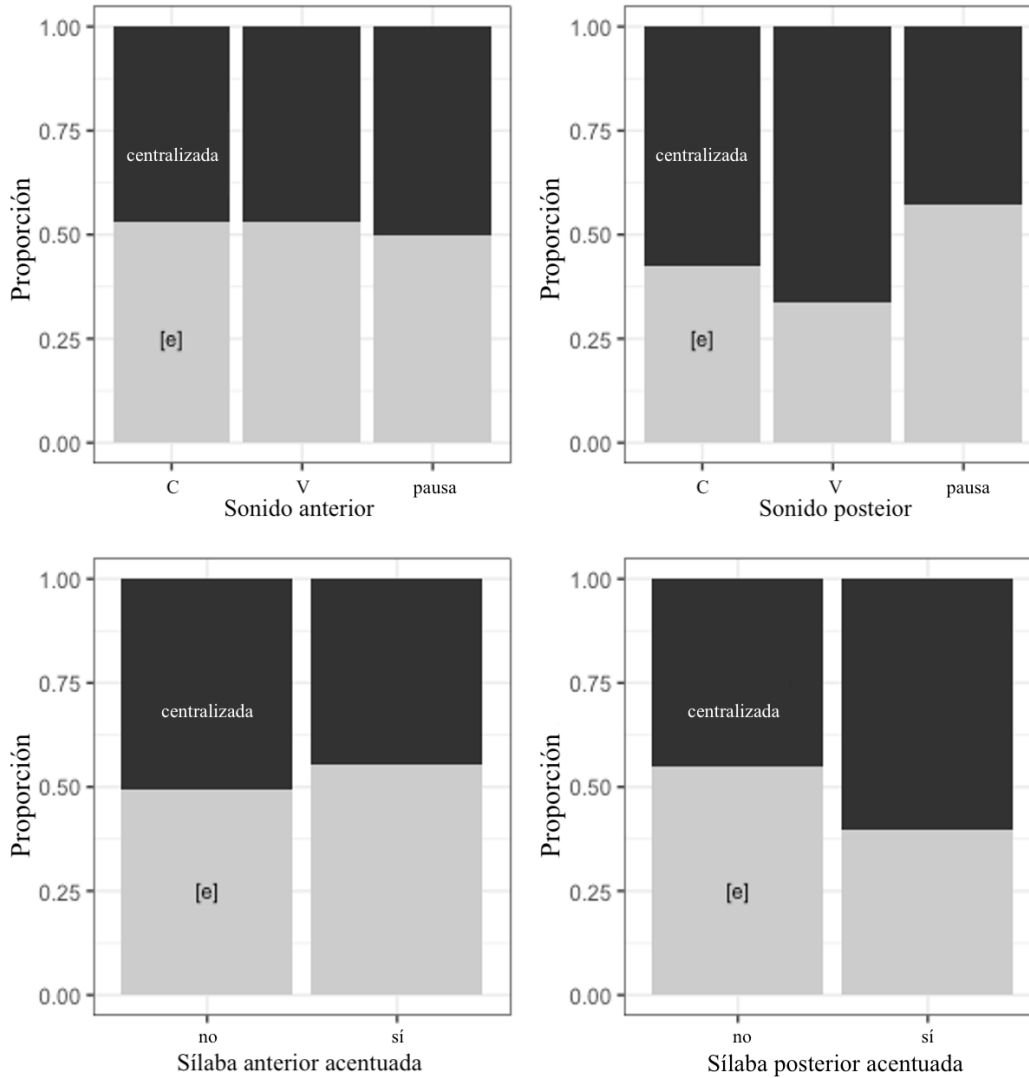 1.00
0.75
0.50
0.25
0.00
Proporción
centralizada
[e]
C V pausa
Sonido anterior
1.00
0.75
0.50
0.25
0.00
Proporción
centralizada
[e]
C V pausa
Sonido posteior
1.00
0.75
0.50
0.25
0.00
Proporción
centralizada
[e]
no sí
Sílaba anterior acentuada
1.00
0.75
0.50
0.25
0.00
Proporción
centralizada
[e]
no sí
Sílaba posterior acentuada